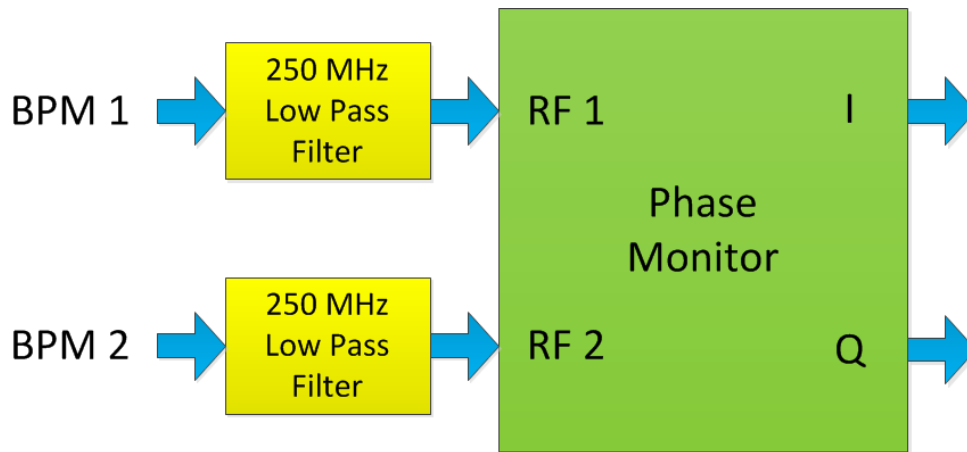 BPM 1
250 MHz
Low Pass
Filter
RF 1
I
Phase
Monitor
BPM 2
250 MHz
Low Pass
Filter
RF 2
Q